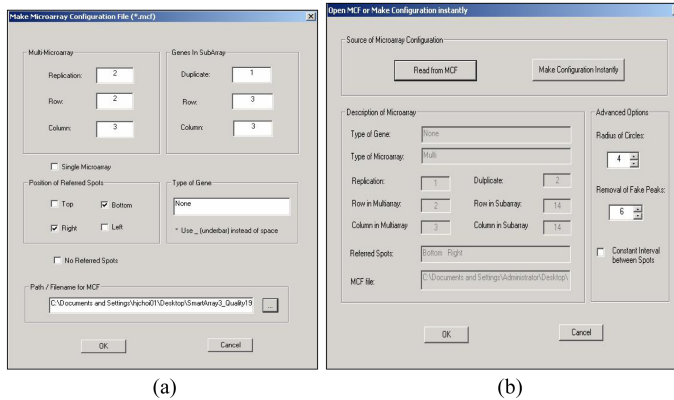 Make Microarray Configuration File (*.mcf)
Multi-Microarray
Replication: 2
Row: 2
Column: 3
Genes In SubArray
Duplicate: 1
Row: 3
Column: 3
Single Microarray
Position of Referred Spots
Top
Bottom
Right
Left
Type of Gene
None
* Use _ (underbar) instead of space
No Referred Spots
Path / Filename for MCF
C:\Documents and Settings\hjchoi01\Desktop\SmartArray3_Quality19
...
OK
Cancel
(a)
Open MCF or Make Configuration instantly
Source of Microarray Configuration
Read from MCF
Make Configuration Instantly
Description of Microarray
Type of Gene: None
Type of Microarray: Multi
Replication: 1
Dulplicate: 2
Row in Multiarray: 2
Row in Subarray: 14
Column in Multiarray 3
Column in Subarray 14
Referred Spots: Bottom Right
MCF file: C:\Documents and Settings\Administrator\Desktop\
Advanced Options
Radius of Circles:
4
Removal of Fake Peaks:
6
Constant Interval
between Spots
OK
Cancel
(b)